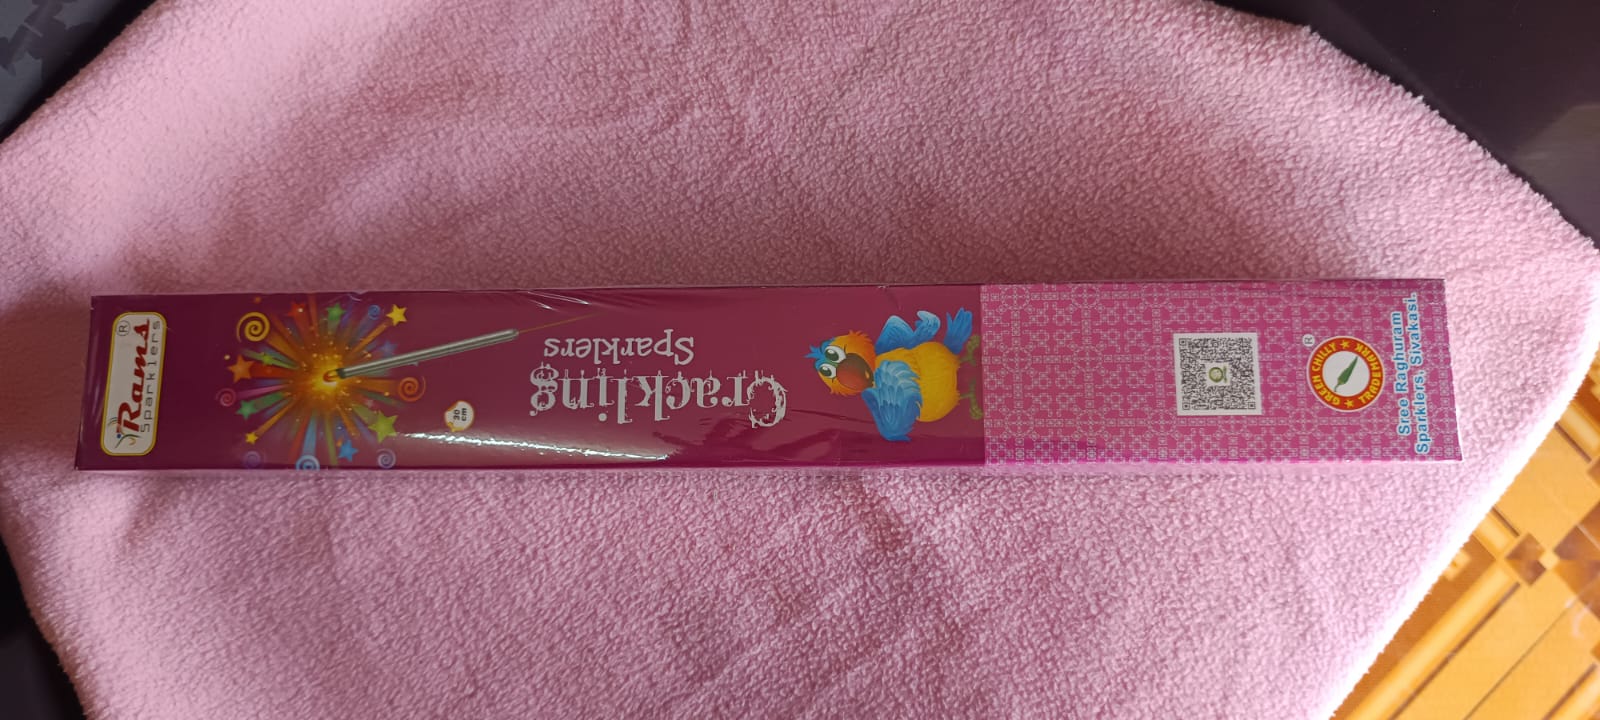 Rams ®
Sparklers
30
cm
Crackling
Sparklers
®
GREEN CHILLY
★ TRADEMARK ★
Sree Raghuram
Sparklers, Sivakasi.